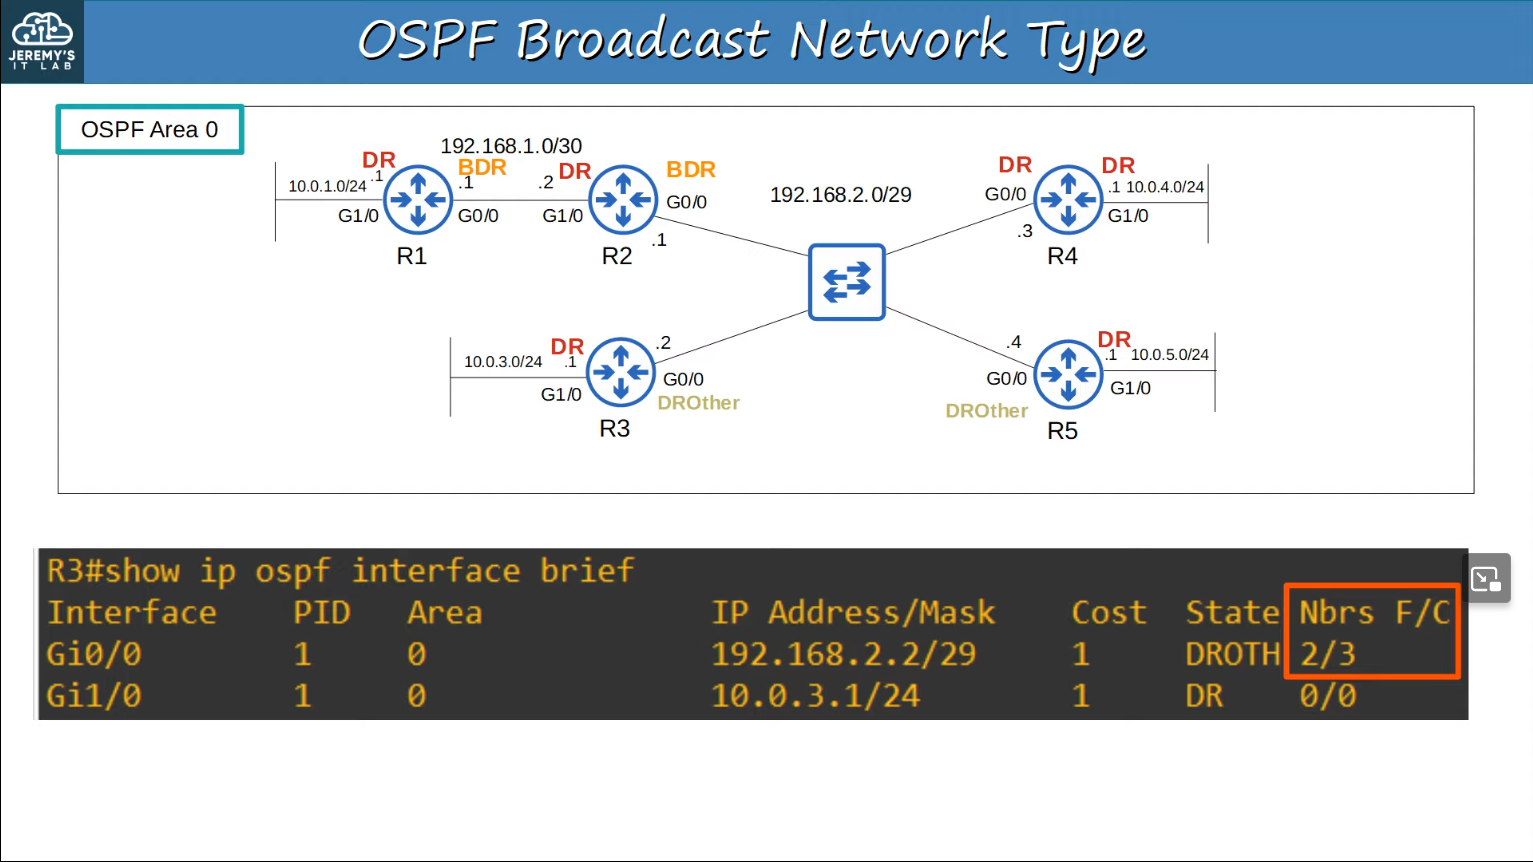 JEREMY'S
IT LAB
OSPF Broadcast Network Type
OSPF Area 0
192.168.1.0/30
DR
BDR
DR
BDR
10.0.1.0/24
.1
.1
.2
G1/0
G0/0
G1/0
G0/0
R1
R2
.1
192.168.2.0/29
DR
DR
G0/0
.1
10.0.4.0/24
G1/0
.3
R4
DR
.2
10.0.3.0/24
.1
G1/0
G0/0
DROther
R3
.4
DR
.1
10.0.5.0/24
G0/0
G1/0
DROther
R5
R3#show ip ospf interface brief
Interface PID Area IP Address/Mask Cost State Nbrs F/C
Gi0/0 1 0 192.168.2.2/29 1 DROTH 2/3
Gi1/0 1 0 10.0.3.1/24 1 DR 0/0